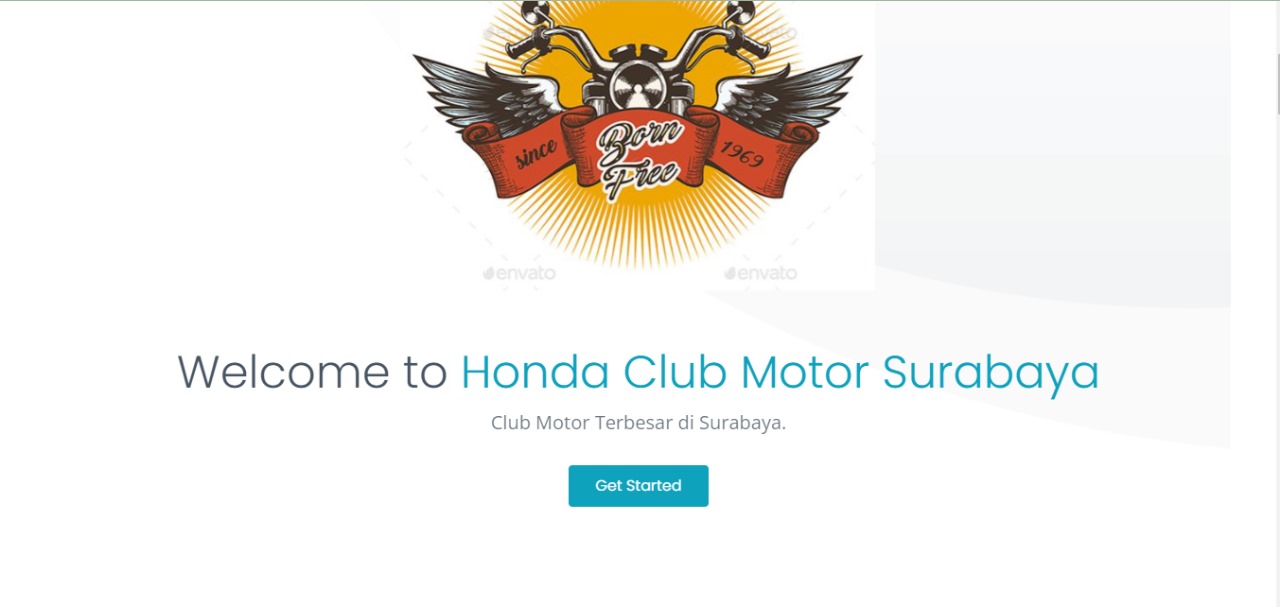 since Born 1969
Free
envato envato
Welcome to Honda Club Motor Surabaya
Club Motor Terbesar di Surabaya.
Get Started